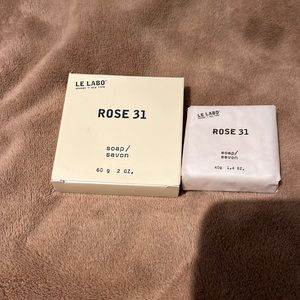 LE LABO
ROSE 31
soap/
savon
60 g 2 OZ.
LE LABO
ROSE 31
soap/
savon
40g 1.4 OZ.